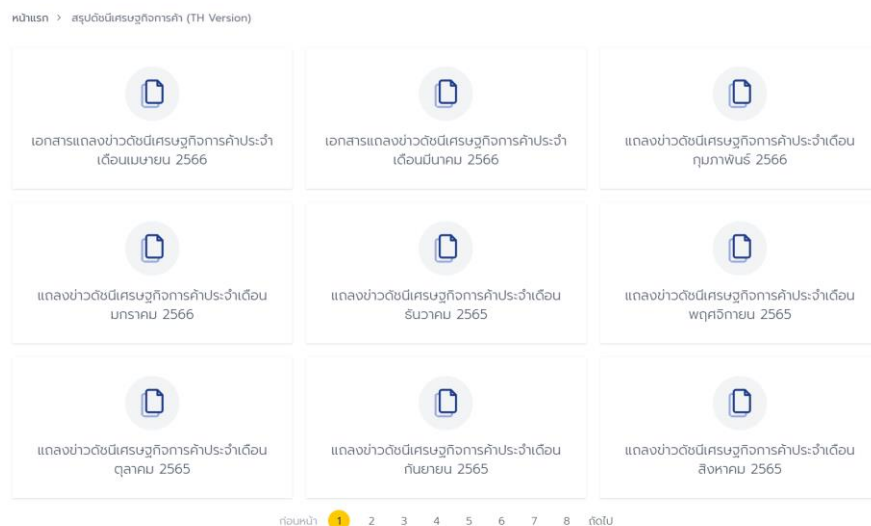 หน้าแรก > สรุปดัชนีเศรษฐกิจการค้า (TH Version)
เอกสารแถลงข่าวดัชนีเศรษฐกิจการค้าประจำ
เดือนเมษายน 2566
เอกสารแถลงข่าวดัชนีเศรษฐกิจการค้าประจำ
เดือนมีนาคม 2566
แถลงข่าวดัชนีเศรษฐกิจการค้าประจำเดือน
กุมภาพันธ์ 2566
แถลงข่าวดัชนีเศรษฐกิจการค้าประจำเดือน
มกราคม 2566
แถลงข่าวดัชนีเศรษฐกิจการค้าประจำเดือน
ธันวาคม 2565
แถลงข่าวดัชนีเศรษฐกิจการค้าประจำเดือน
พฤศจิกายน 2565
แถลงข่าวดัชนีเศรษฐกิจการค้าประจำเดือน
ตุลาคม 2565
แถลงข่าวดัชนีเศรษฐกิจการค้าประจำเดือน
กันยายน 2565
แถลงข่าวดัชนีเศรษฐกิจการค้าประจำเดือน
สิงหาคม 2565
ก่อนหน้า 1 2 3 4 5 6 7 8 ถัดไป